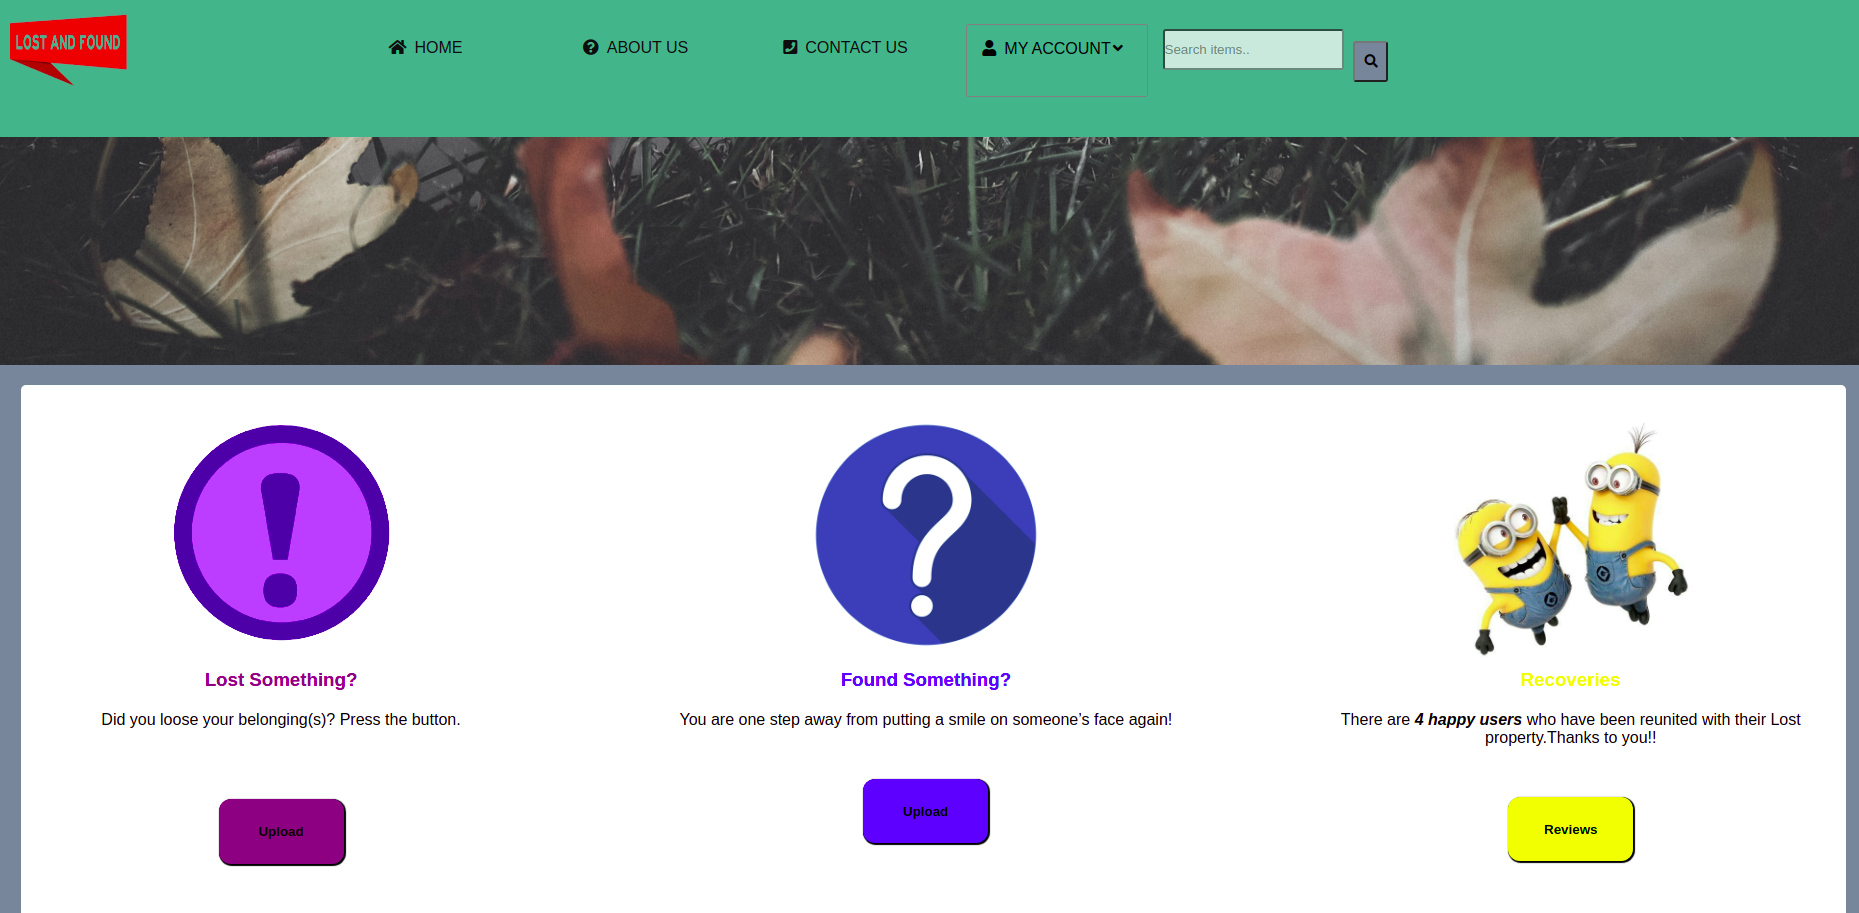 LOST AND FOUND
HOME
ABOUT US
CONTACT US
MY ACCOUNT
Search items..
Lost Something?
Did you loose your belonging(s)? Press the button.
Upload
Found Something?
You are one step away from putting a smile on someone’s face again!
Upload
Recoveries
There are 4 happy users who have been reunited with their Lost
property.Thanks to you!!
Reviews